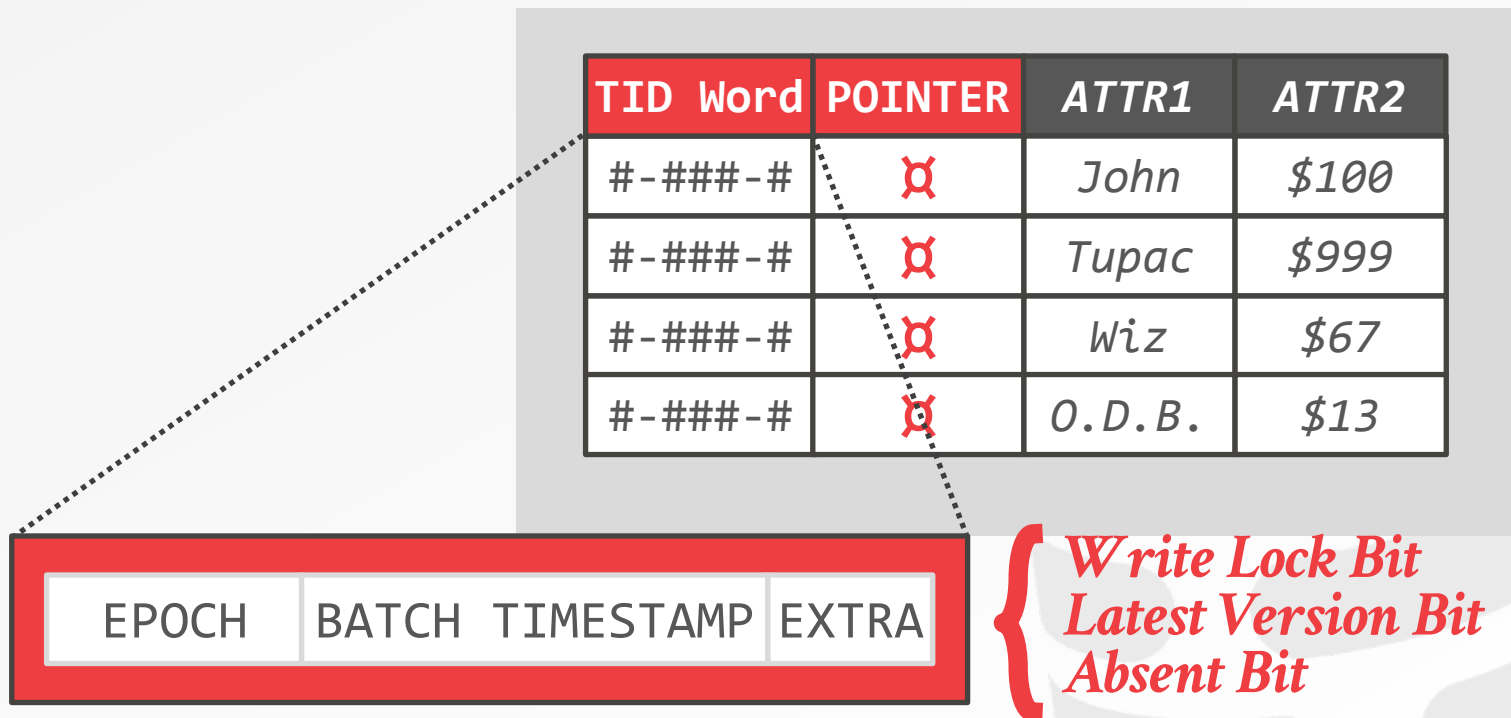 TID Word POINTER ATTR1 ATTR2
#-###-# ¤ John $100
#-###-# ¤ Tupac $999
#-###-# ¤ Wiz $67
#-###-# ¤ O.D.B. $13
EPOCH BATCH TIMESTAMP EXTRA
Write Lock Bit
Latest Version Bit
Absent Bit